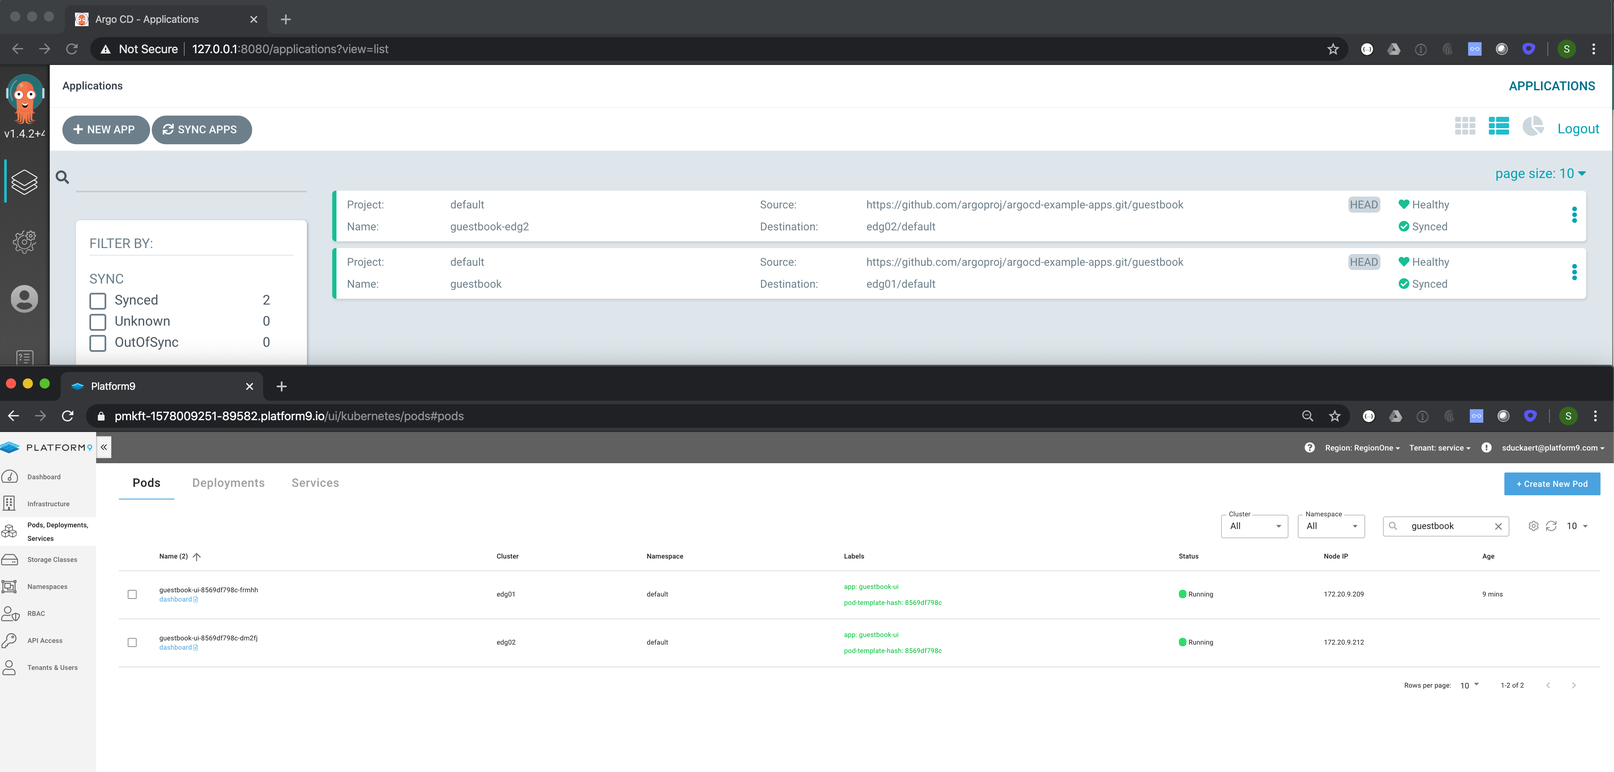 Argo CD - Applications
Not Secure | 127.0.0.1:8080/applications?view=list
S
v1.4.2+4
Applications
APPLICATIONS
+ NEW APP
SYNC APPS
Logout
page size: 10
FILTER BY:
SYNC
Synced 2
Unknown 0
OutOfSync 0
Project: default Source: https://github.com/argoproj/argocd-example-apps.git/guestbook HEAD Healthy
Name: guestbook-edg2 Destination: edg02/default Synced
Project: default Source: https://github.com/argoproj/argocd-example-apps.git/guestbook HEAD Healthy
Name: guestbook Destination: edg01/default Synced
Platform9
pmkft-1578009251-89582.platform9.io/ui/kubernetes/pods#pods
S
PLATFORM9
Region: RegionOne Tenant: service sduckaert@platform9.com
Dashboard
Infrastructure
Pods, Deployments,
Services
Storage Classes
Namespaces
RBAC
API Access
Tenants & Users
Pods Deployments Services
+ Create New Pod
Cluster Namespace
All All guestbook 10
Name (2) Cluster Namespace Labels Status Node IP Age
guestbook-ui-8569df798c-frmhh edg01 default app: guestbook-ui Running 172.20.9.209 9 mins
dashboard pod-template-hash: 8569df798c
guestbook-ui-8569df798c-dm2fj edg02 default app: guestbook-ui Running 172.20.9.212
dashboard pod-template-hash: 8569df798c
Rows per page: 10 1-2 of 2